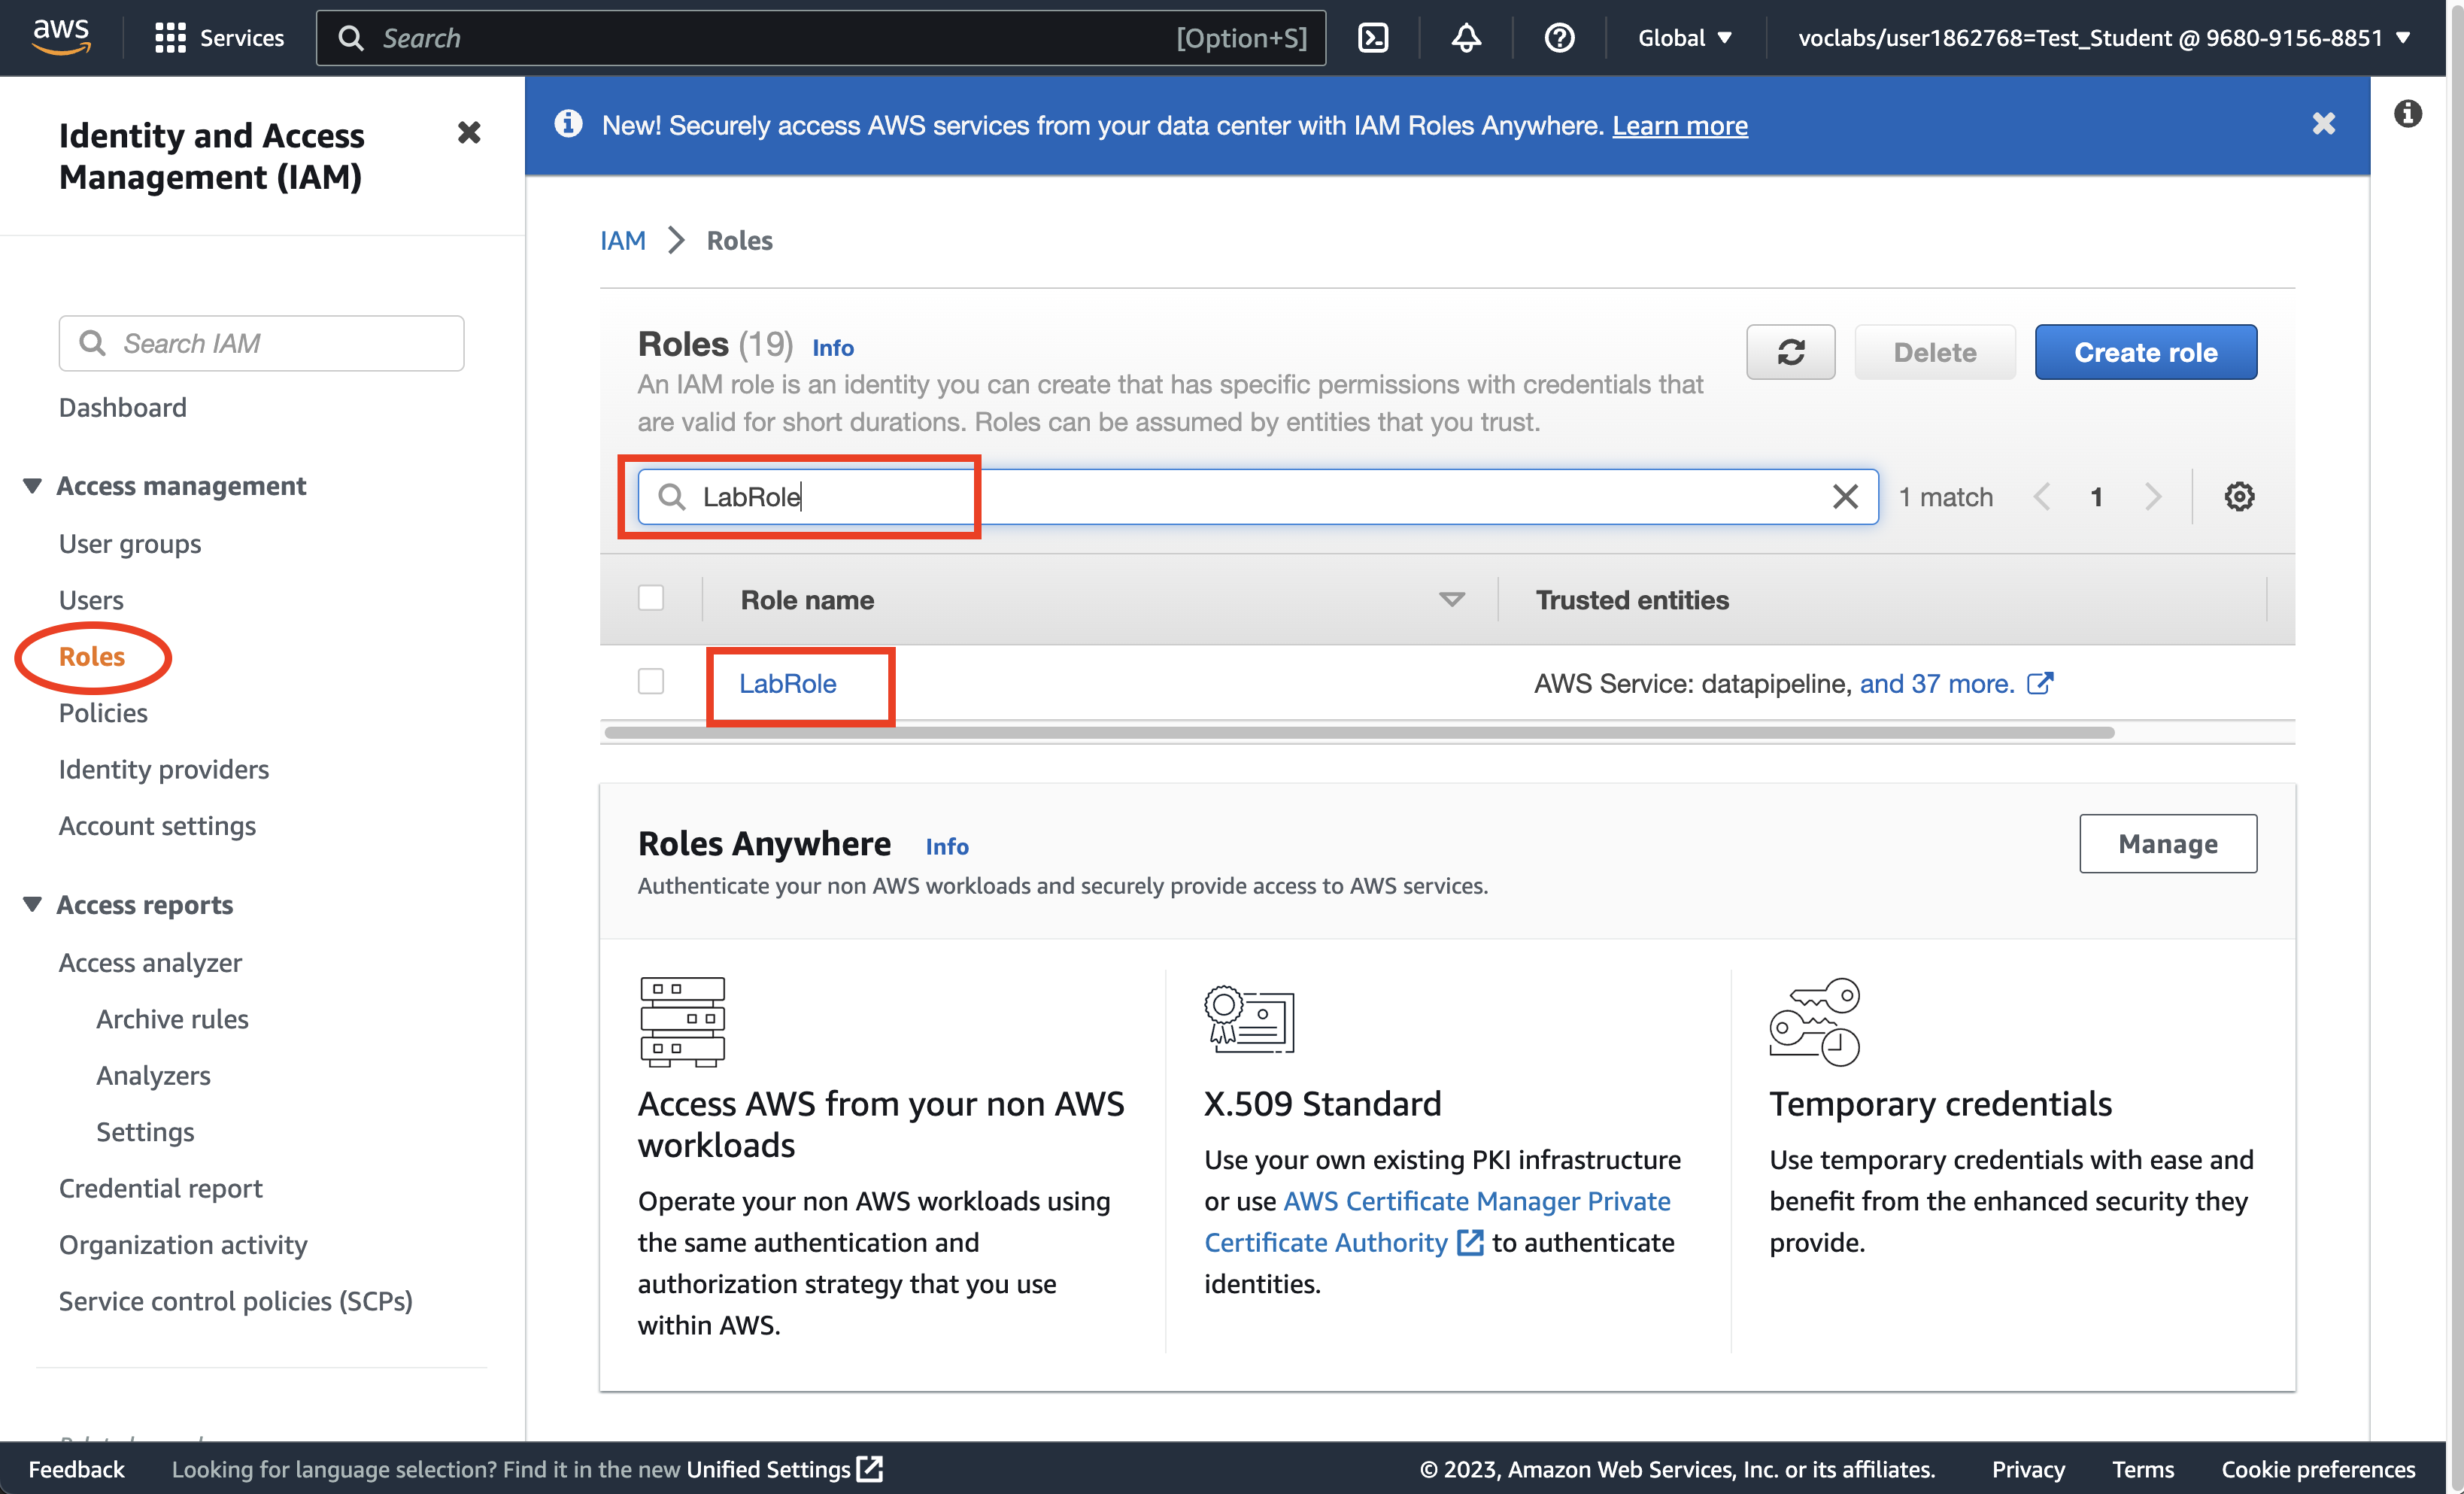 aws
Services
Search
[Option+S]
Global
voclabs/user1862768=Test_Student @ 9680-9156-8851
Identity and Access
Management (IAM)
Search IAM
Dashboard
Access management
User groups
Users
Roles
Policies
Identity providers
Account settings
Access reports
Access analyzer
Archive rules
Analyzers
Settings
Credential report
Organization activity
Service control policies (SCPs)
New! Securely access AWS services from your data center with IAM Roles Anywhere. Learn more
IAM > Roles
Roles (19) Info
An IAM role is an identity you can create that has specific permissions with credentials that
are valid for short durations. Roles can be assumed by entities that you trust.
Delete
Create role
LabRole
1 match
1
Role name
Trusted entities
LabRole
AWS Service: datapipeline, and 37 more.
Roles Anywhere Info
Authenticate your non AWS workloads and securely provide access to AWS services.
Manage
Access AWS from your non AWS
workloads
Operate your non AWS workloads using
the same authentication and
authorization strategy that you use
within AWS.
X.509 Standard
Use your own existing PKI infrastructure
or use AWS Certificate Manager Private
Certificate Authority to authenticate
identities.
Temporary credentials
Use temporary credentials with ease and
benefit from the enhanced security they
provide.
Feedback
Looking for language selection? Find it in the new Unified Settings
© 2023, Amazon Web Services, Inc. or its affiliates.
Privacy
Terms
Cookie preferences